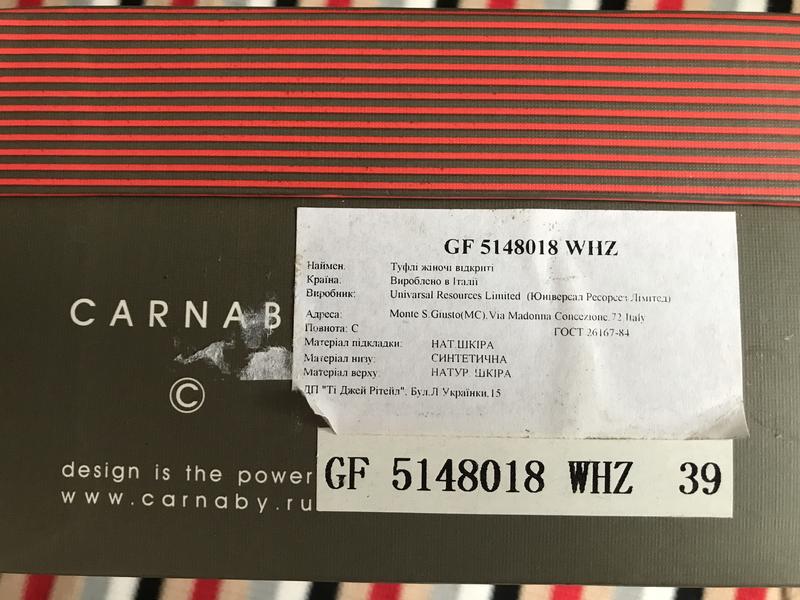 GF 5148018 WHZ
Наймен. Туфлі жаночі відкриті
Країна. Вироблено в Італії
Виробник: Univarsal Resources Limited (Юніверсал Ресорсез Лімітед)
Адреса: Monte S.Giusto(MC).Via Madonna Concezione.72 Italy
Повнота: С ГОСТ 26167-84
Матеріал підкладки: НАТ.ШКІРА
Матеріал низу: СИНТЕТИЧНА
Матеріал верху: НАТУР ШКІРА
ДП "Ті Джей Рітейл". Бул.Л Українки.15
CARNAB
©
design is the power
www.carnaby.ru
GF 5148018 WHZ 39